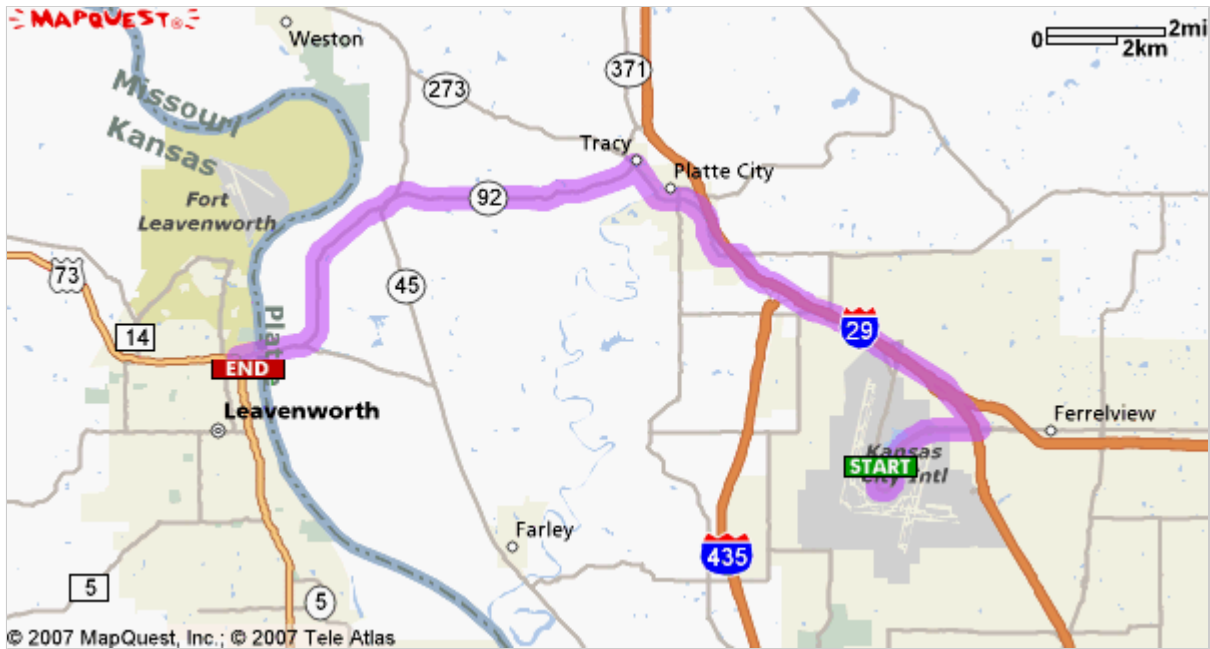 MAPQUEST®
Weston
371
2mi
0
2km
273
Missouri
Kansas
Tracy
Platte City
92
Fort
Leavenworth
73
45
14
Platte
29
END
Leavenworth
Ferrelview
Kansas
City Intl
START
Farley
435
5
5
© 2007 MapQuest, Inc.; © 2007 Tele Atlas